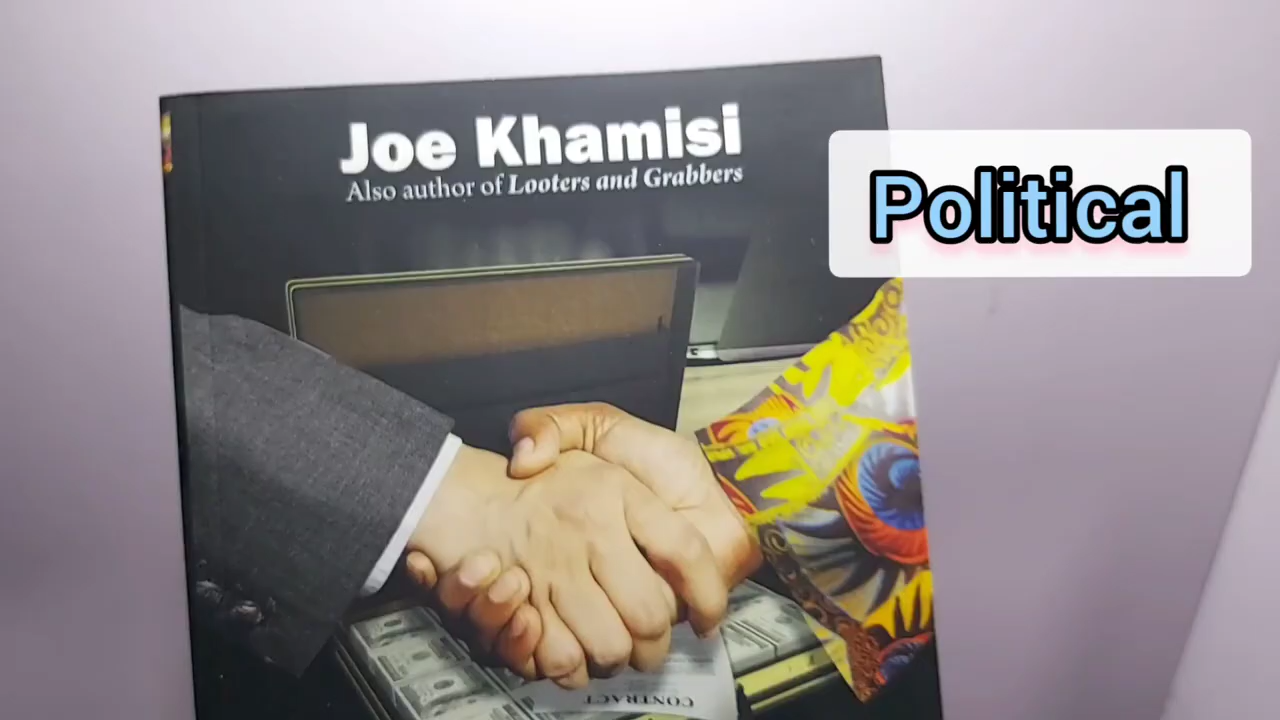 Joe Khamisi
Also author of Looters and Grabbers
Political
CONTRACT